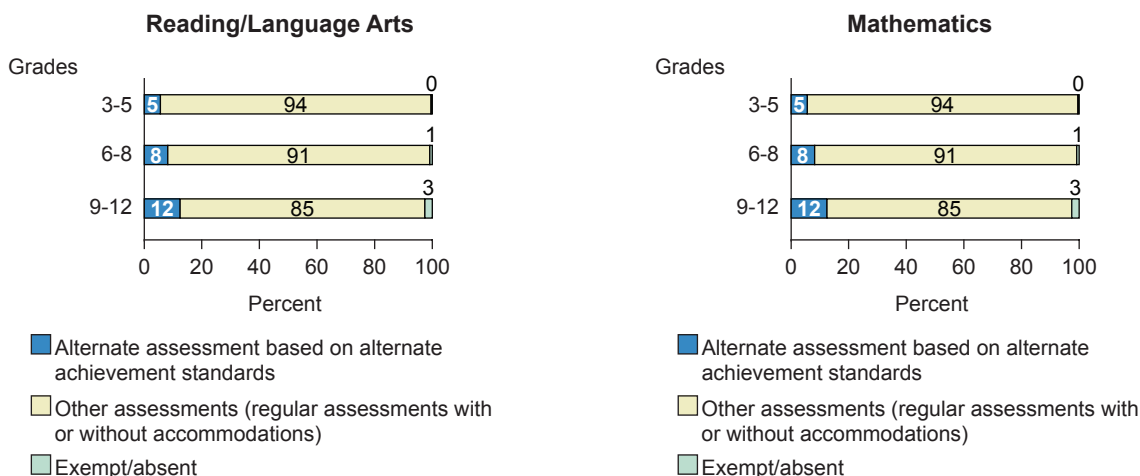 Reading/Language Arts
Grades
0
3-5 5 94
1
6-8 8 91
3
9-12 12 85
0 20 40 60 80 100
Percent
Alternate assessment based on alternate
achievement standards
Other assessments (regular assessments with
or without accommodations)
Exempt/absent
Mathematics
Grades
0
3-5 5 94
1
6-8 8 91
3
9-12 12 85
0 20 40 60 80 100
Percent
Alternate assessment based on alternate
achievement standards
Other assessments (regular assessments with
or without accommodations)
Exempt/absent